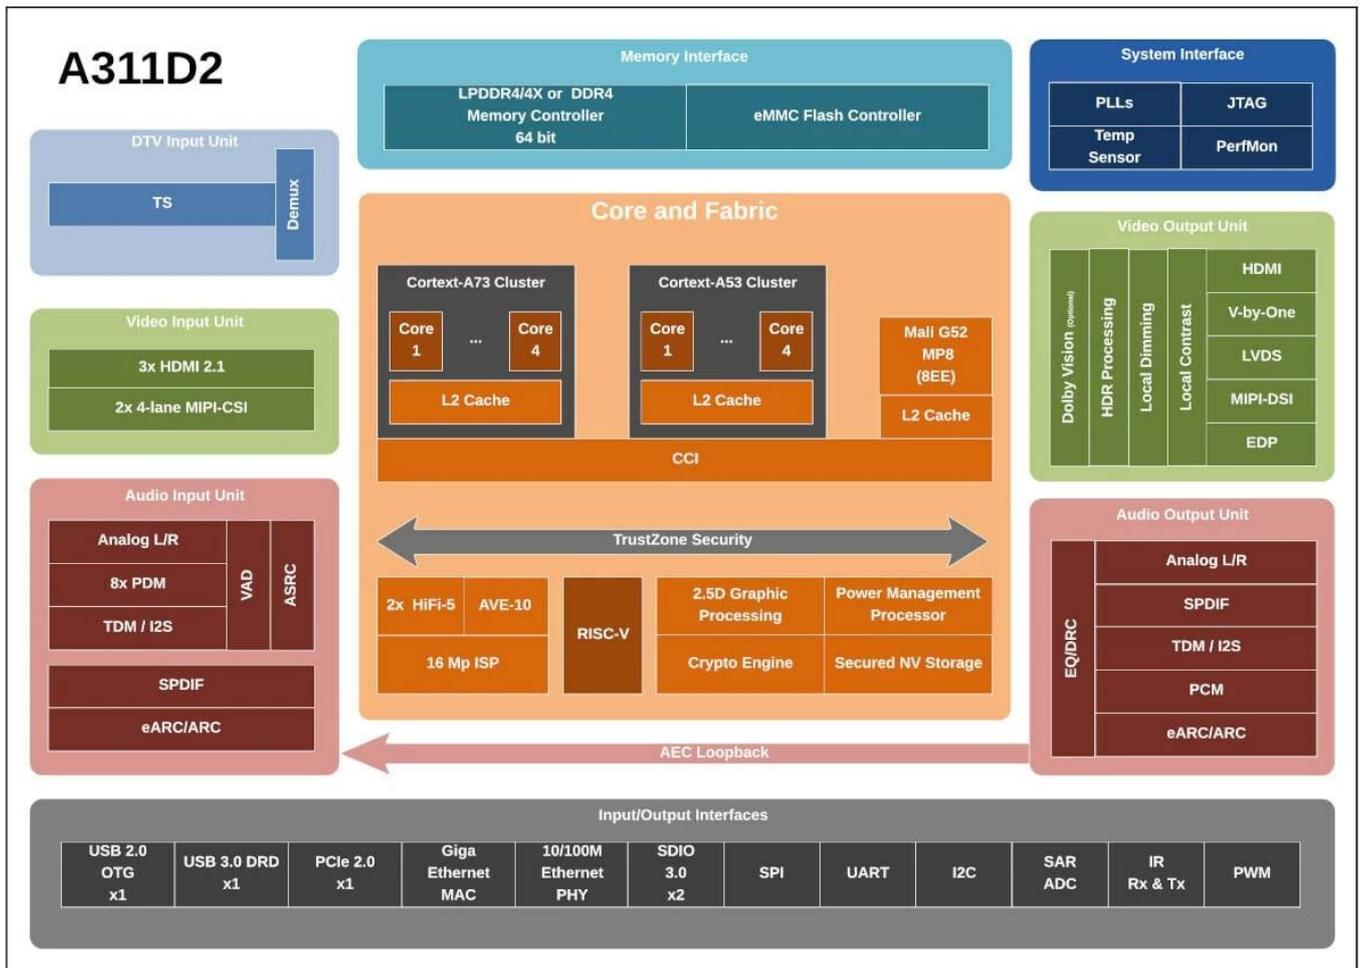 A311D2
Memory Interface
LPDDR4/4X or DDR4
Memory Controller
64 bit
eMMC Flash Controller
System Interface
PLLs
JTAG
Temp
Sensor
PerfMon
DTV Input Unit
TS
Demux
Video Input Unit
3x HDMI 2.1
2x 4-lane MIPI-CSI
Audio Input Unit
Analog L/R
8x PDM
TDM / I2S
VAD
ASRC
SPDIF
eARC/ARC
Core and Fabric
Cortext-A73 Cluster
Core
1
...
Core
4
L2 Cache
Cortext-A53 Cluster
Core
1
...
Core
4
L2 Cache
Mali G52
MP8
(8EE)
L2 Cache
CCI
TrustZone Security
2x HiFi-5
AVE-10
16 Mp ISP
RISC-V
2.5D Graphic
Processing
Power Management
Processor
Crypto Engine
Secured NV Storage
Video Output Unit
Dolby Vision (Optional)
HDR Processing
Local Dimming
Local Contrast
HDMI
V-by-One
LVDS
MIPI-DSI
EDP
Audio Output Unit
EQ/DRC
Analog L/R
SPDIF
TDM / I2S
PCM
eARC/ARC
AEC Loopback
Input/Output Interfaces
USB 2.0
OTG
x1
USB 3.0 DRD
x1
PCIe 2.0
x1
Giga
Ethernet
MAC
10/100M
Ethernet
PHY
SDIO
3.0
x2
SPI
UART
I2C
SAR
ADC
IR
Rx & Tx
PWM